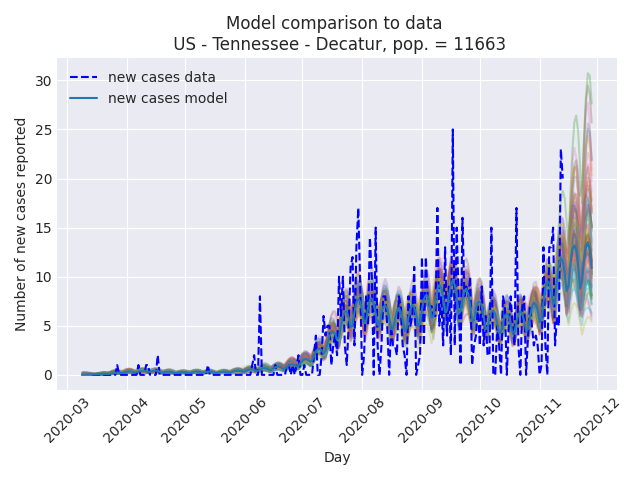 Model comparison to data
US - Tennessee - Decatur, pop. = 11663
new cases data
new cases model
Number of new cases reported
30
25
20
15
10
5
0
2020-03
2020-04
2020-05
2020-06
2020-07
2020-08
2020-09
2020-10
2020-11
2020-12
Day